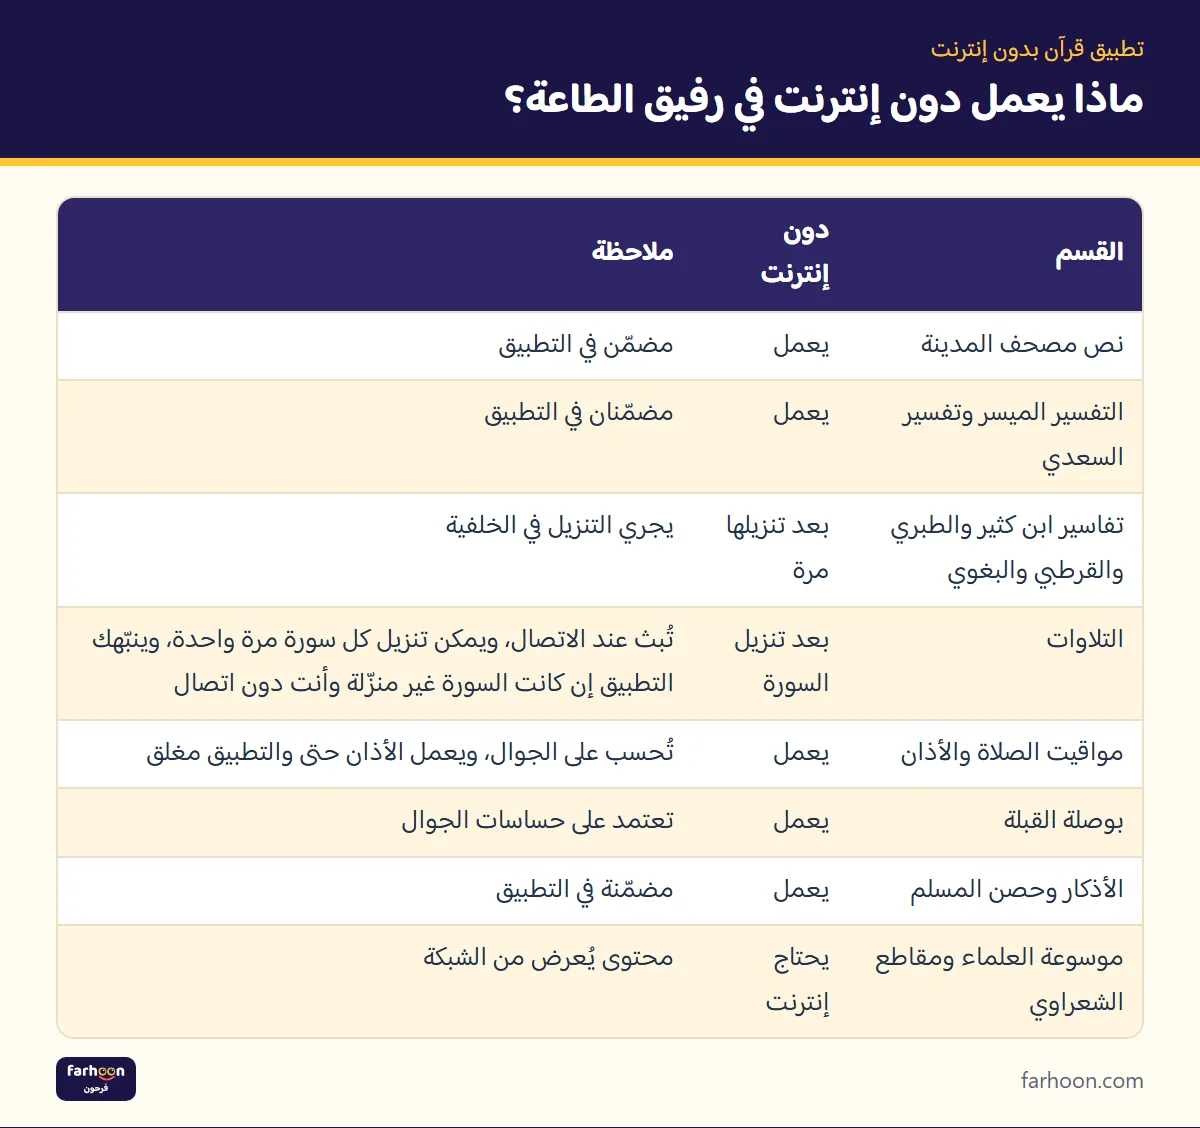 تطبيق قرآن بدون إنترنت
ماذا يعمل دون إنترنت في رفيق الطاعة؟
القسم
دون
إنترنت
ملاحظة
نص مصحف المدينة
يعمل
مضمّن في التطبيق
التفسير الميسر وتفسير
السعدي
يعمل
مضمّنان في التطبيق
تفاسير ابن كثير والطبري
والقرطبي والبغوي
بعد تنزيلها
مرة
يجري التنزيل في الخلفية
التلاوات
بعد تنزيل
السورة
تُبث عند الاتصال، ويمكن تنزيل كل سورة مرة واحدة، وينبّهك
التطبيق إن كانت السورة غير منزّلة وأنت دون اتصال
مواقيت الصلاة والأذان
يعمل
تُحسب على الجوال، ويعمل الأذان حتى والتطبيق مغلق
بوصلة القبلة
يعمل
تعتمد على حساسات الجوال
الأذكار وحصن المسلم
يعمل
مضمّنة في التطبيق
موسوعة العلماء ومقاطع
الشعراوي
يحتاج
إنترنت
محتوى يُعرض من الشبكة
farhoon.com
farhoon
فرحون